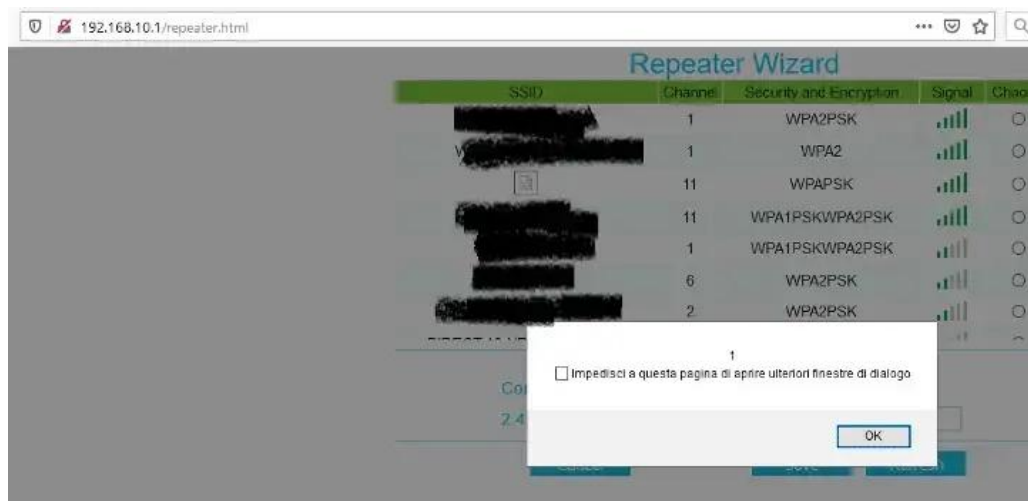 192.168.10.1/repeater.html
Repeater Wizard
SSID Channel Security and Encryption Signal
1 WPA2PSK
1 WPA2
11 WPAPSK
11 WPA1PSKWPA2PSK
1 WPA1PSKWPA2PSK
6 WPA2PSK
2 WPA2PSK
1
Impedisci a questa pagina di aprire ulteriori finestre di dialogo
2.4
OK